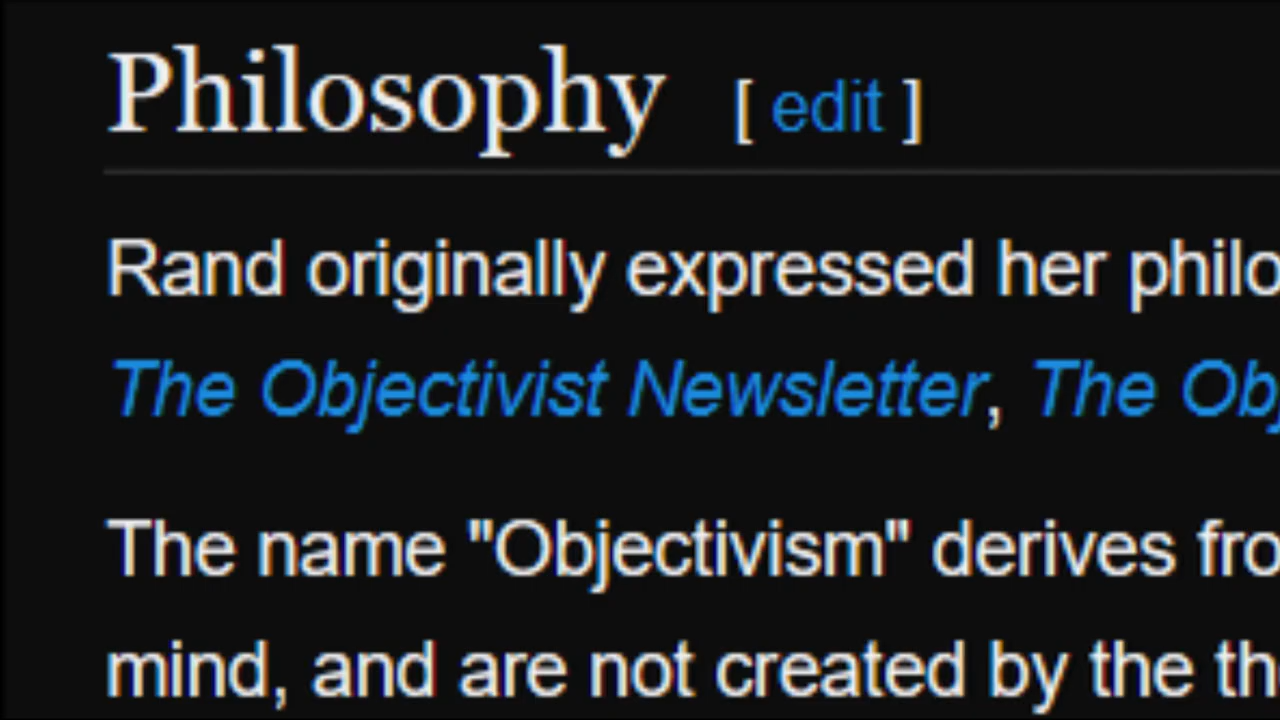 Philosophy [ edit ]
Rand originally expressed her philo
The Objectivist Newsletter, The Obj
The name "Objectivism" derives fro
mind, and are not created by the th